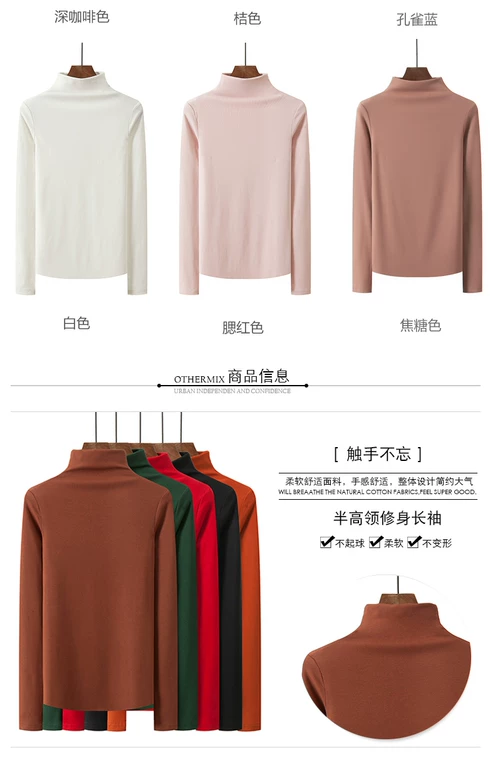 深咖啡色
桔色
孔雀蓝
白色
腮红色
焦糖色
OTHERMIX 商品信息
URBAN INDEPENDEN AND CONFIDENCE
[ 触手不忘 ]
柔软舒适面料，手感舒适，整体设计简约大气
WILL BREAATHE THE NATURAL COTTON FABRICS,FEEL SUPER GOOD.
半高领修身长袖
不起球 柔软 不变形